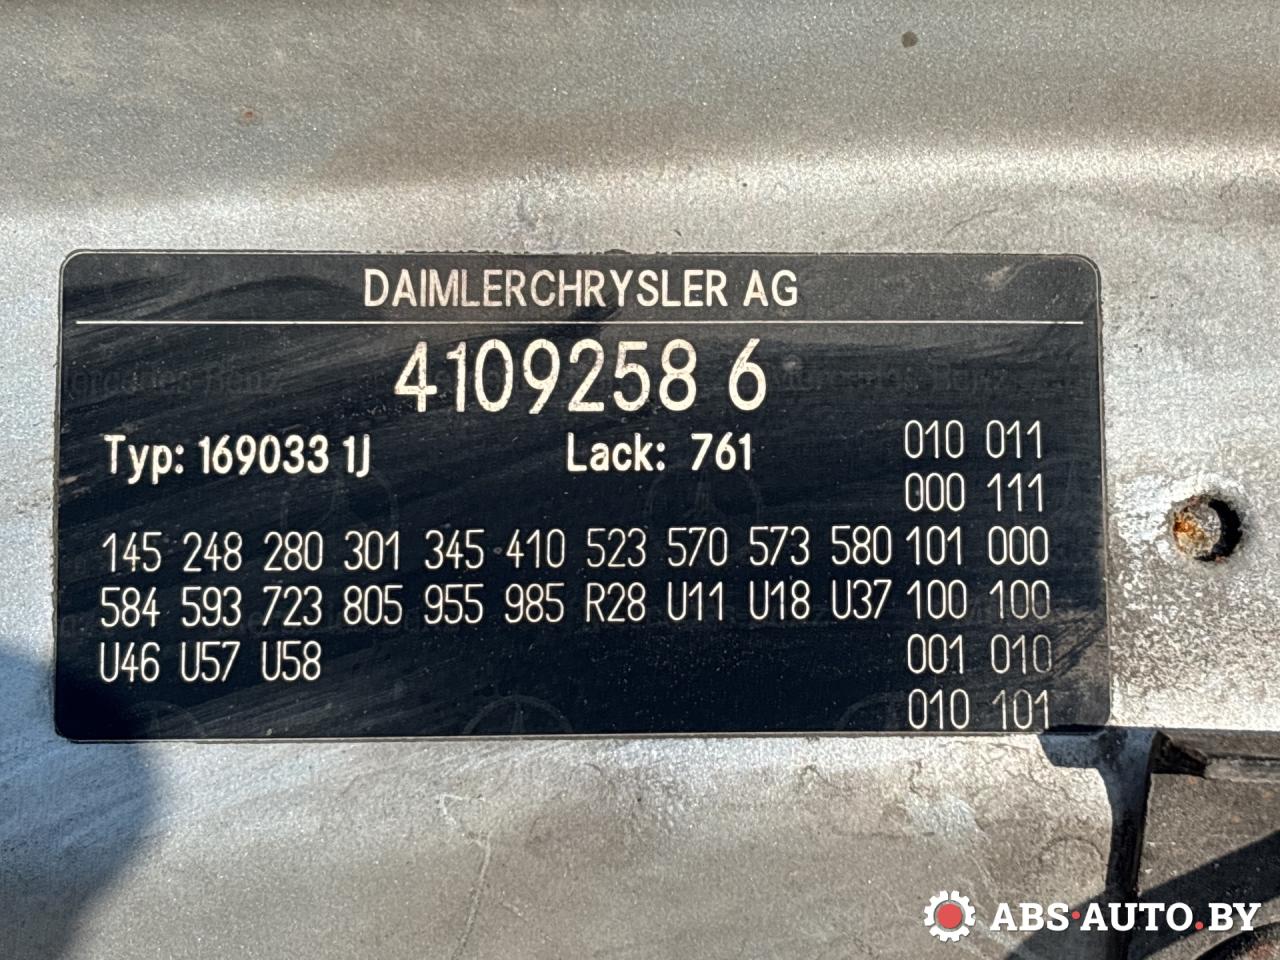 DAIMLERCHRYSLER AG
4109258 6
Typ: 169033 1J Lack: 761 010 011
000 111
145 248 280 301 345 410 523 570 573 580 101 000
584 593 723 805 955 985 R28 U11 U18 U37 100 100
U46 U57 U58 001 010
010 101
ABS·AUTO.BY